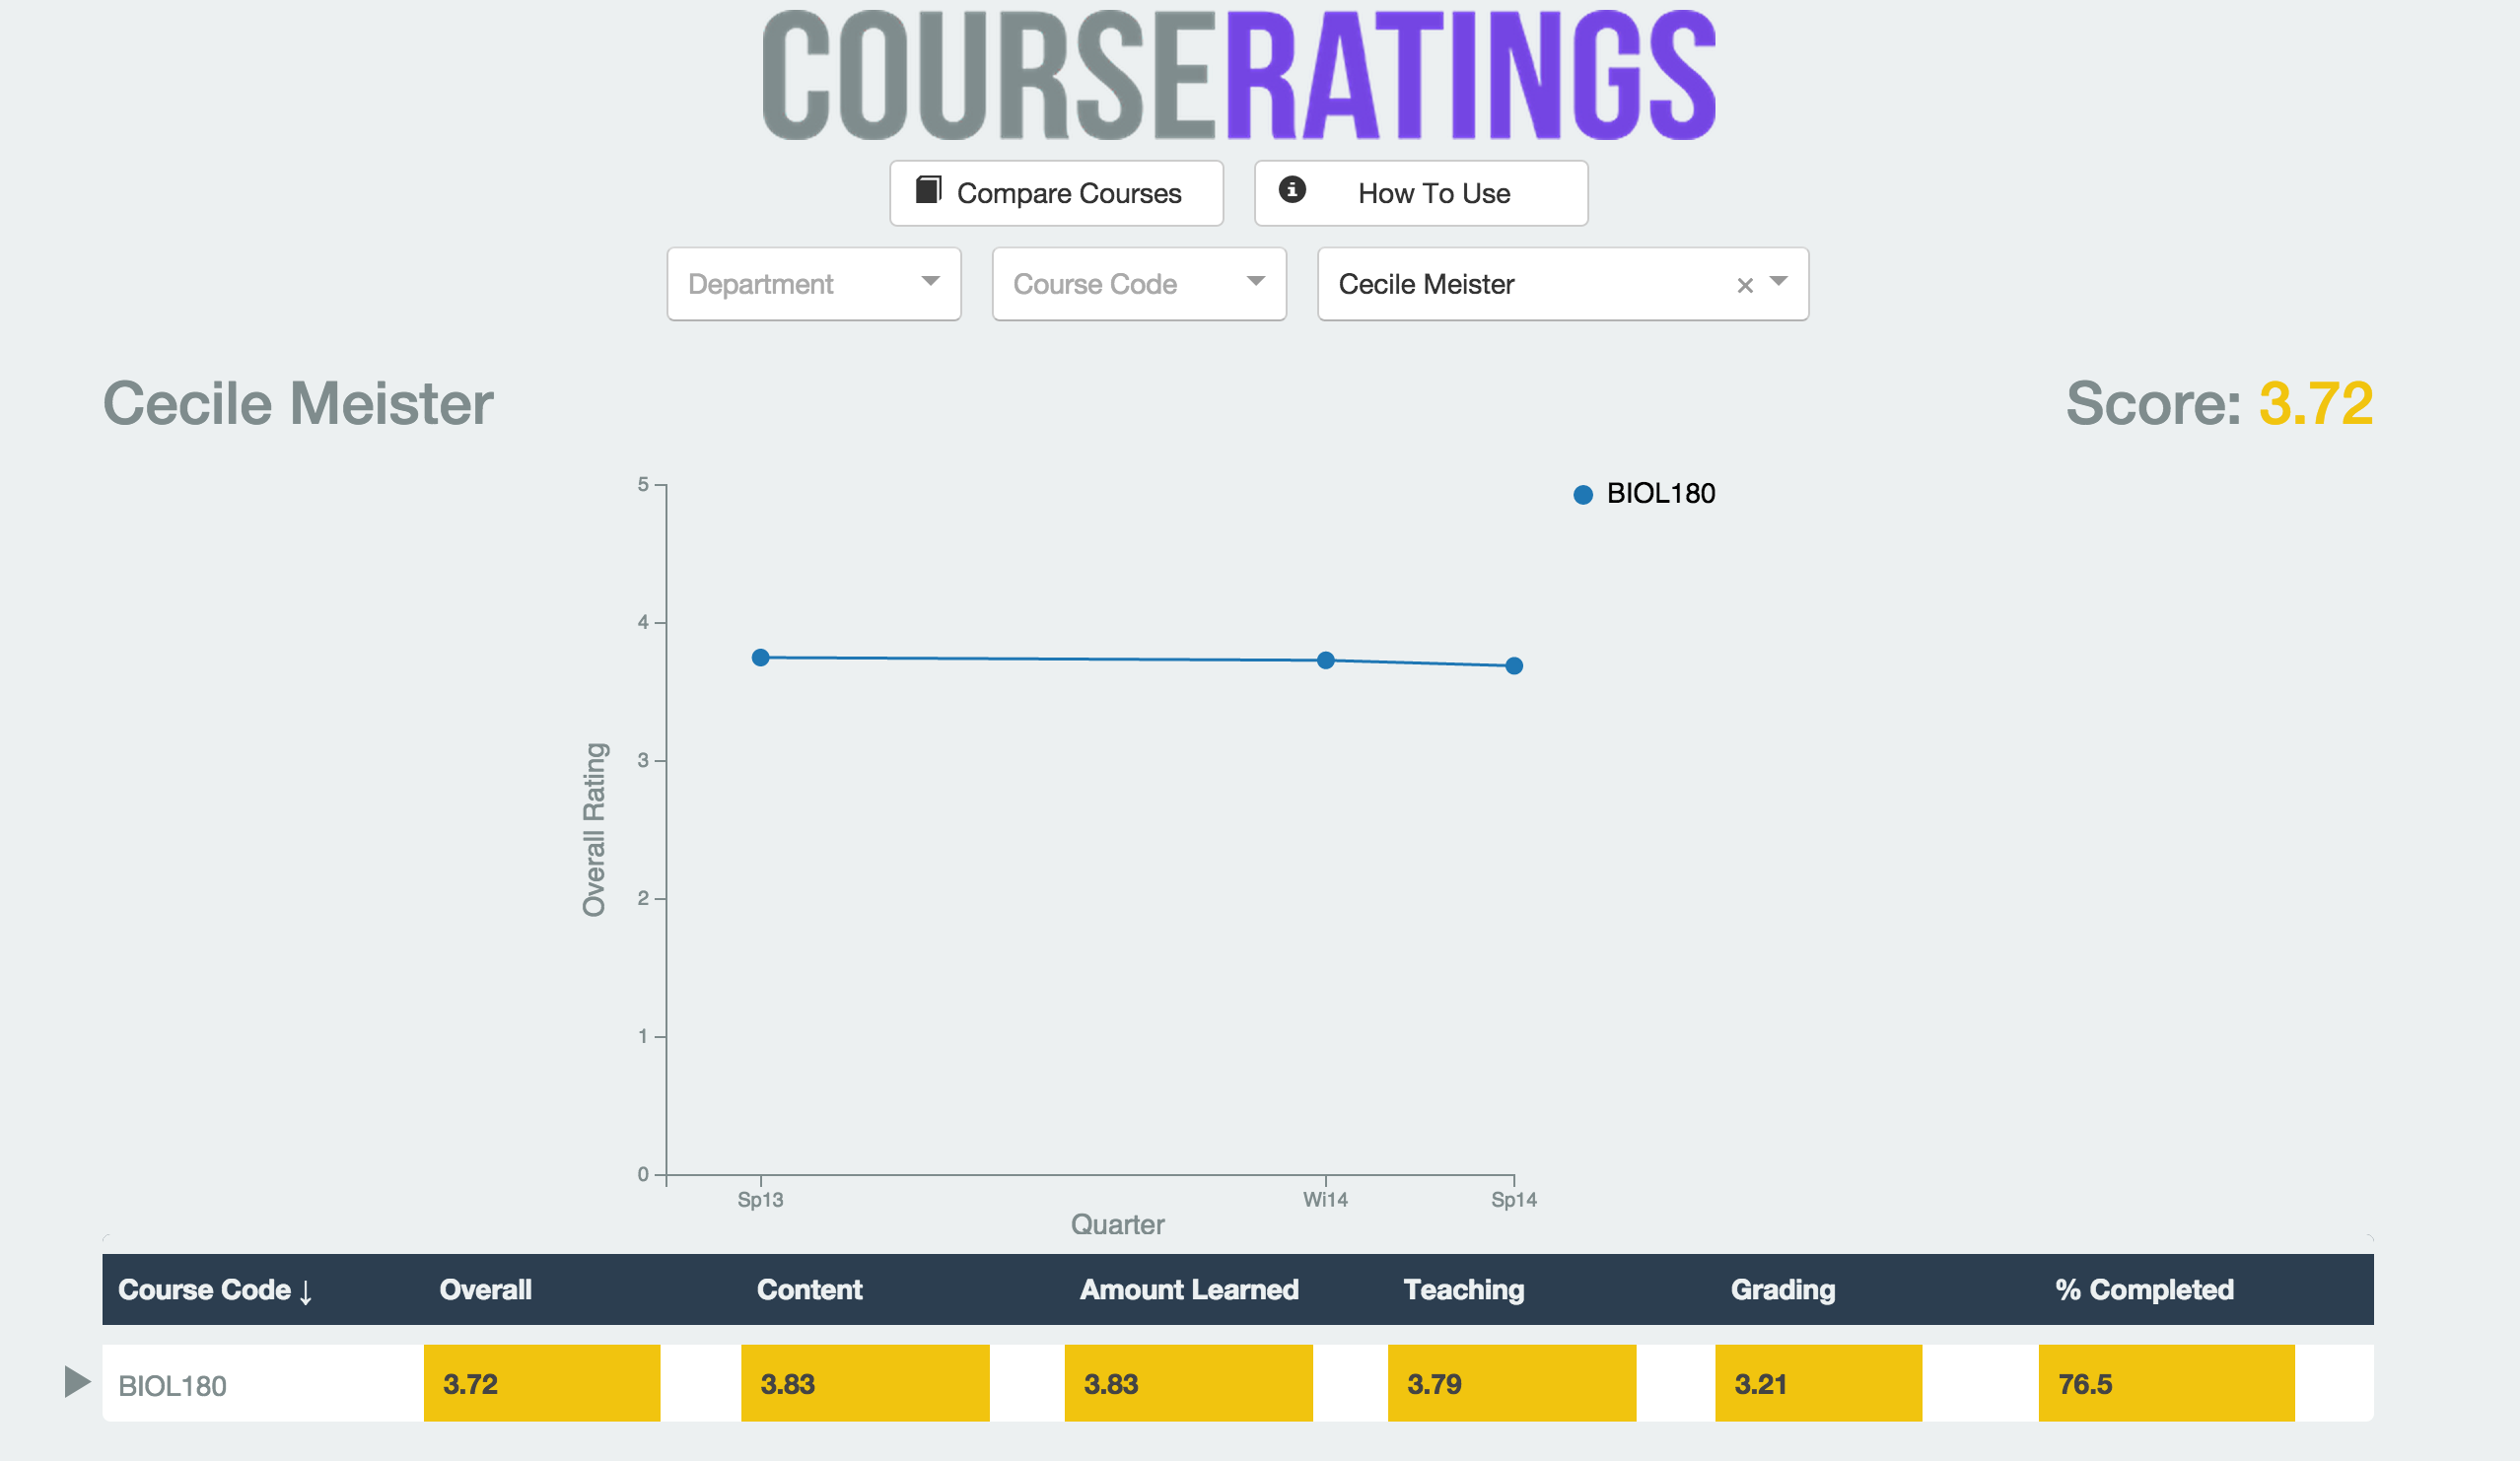 COURSERATINGS
Compare Courses
How To Use
Department
Course Code
Cecile Meister ×
Cecile Meister
Score: 3.72
BIOL180
5
4
3
2
1
0
Overall Rating
Sp13 Wi14 Sp14
Quarter
Course Code ↓ Overall Content Amount Learned Teaching Grading % Completed
BIOL180 3.72 3.83 3.83 3.79 3.21 76.5